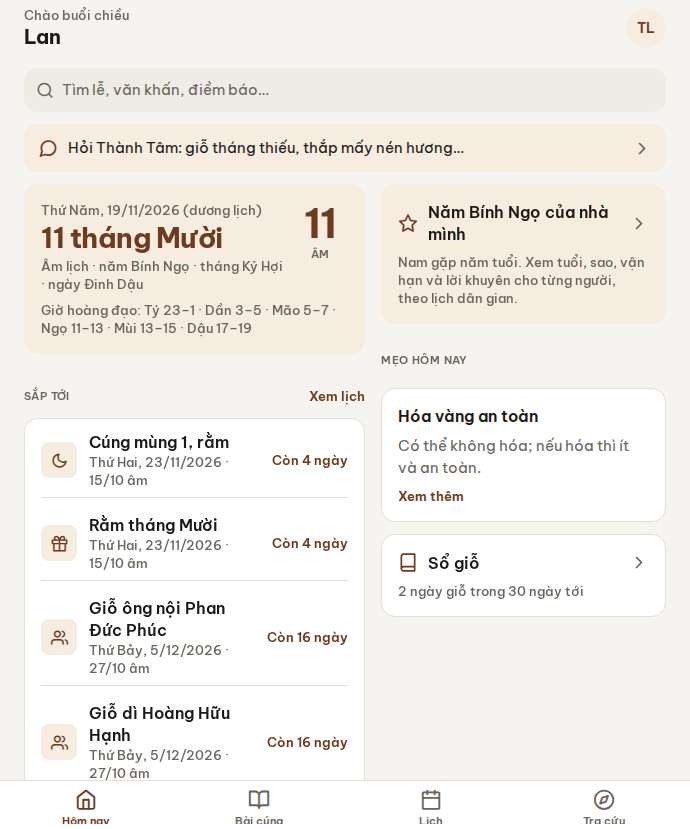 Chào buổi chiều
Lan
TL
Tìm lễ, văn khấn, điềm báo...
Hỏi Thành Tâm: giỗ tháng thiếu, thắp mấy nén hương...
Thứ Năm, 19/11/2026 (dương lịch)
11 tháng Mười
Âm lịch · năm Bính Ngọ · tháng Kỷ Hợi
· ngày Đinh Dậu
Giờ hoàng đạo: Tý 23–1 · Dần 3–5 · Mão 5–7 ·
Ngọ 11–13 · Mùi 13–15 · Dậu 17–19
11
ÂM
Năm Bính Ngọ của nhà
mình
Nam gặp năm tuổi. Xem tuổi, sao, vận
hạn và lời khuyên cho từng người,
theo lịch dân gian.
SẮP TỚI
Xem lịch
Cúng mùng 1, rằm
Thứ Hai, 23/11/2026 ·
15/10 âm
Còn 4 ngày
Rằm tháng Mười
Thứ Hai, 23/11/2026 ·
15/10 âm
Còn 4 ngày
Giỗ ông nội Phan
Đức Phúc
Thứ Bảy, 5/12/2026 ·
27/10 âm
Còn 16 ngày
Giỗ dì Hoàng Hữu
Hạnh
Thứ Bảy, 5/12/2026 ·
27/10 âm
Còn 16 ngày
MẸO HÔM NAY
Hóa vàng an toàn
Có thể không hóa; nếu hóa thì ít
và an toàn.
Xem thêm
Sổ giỗ
2 ngày giỗ trong 30 ngày tới
Hôm nay
Bài cúng
Lịch
Tra cứu